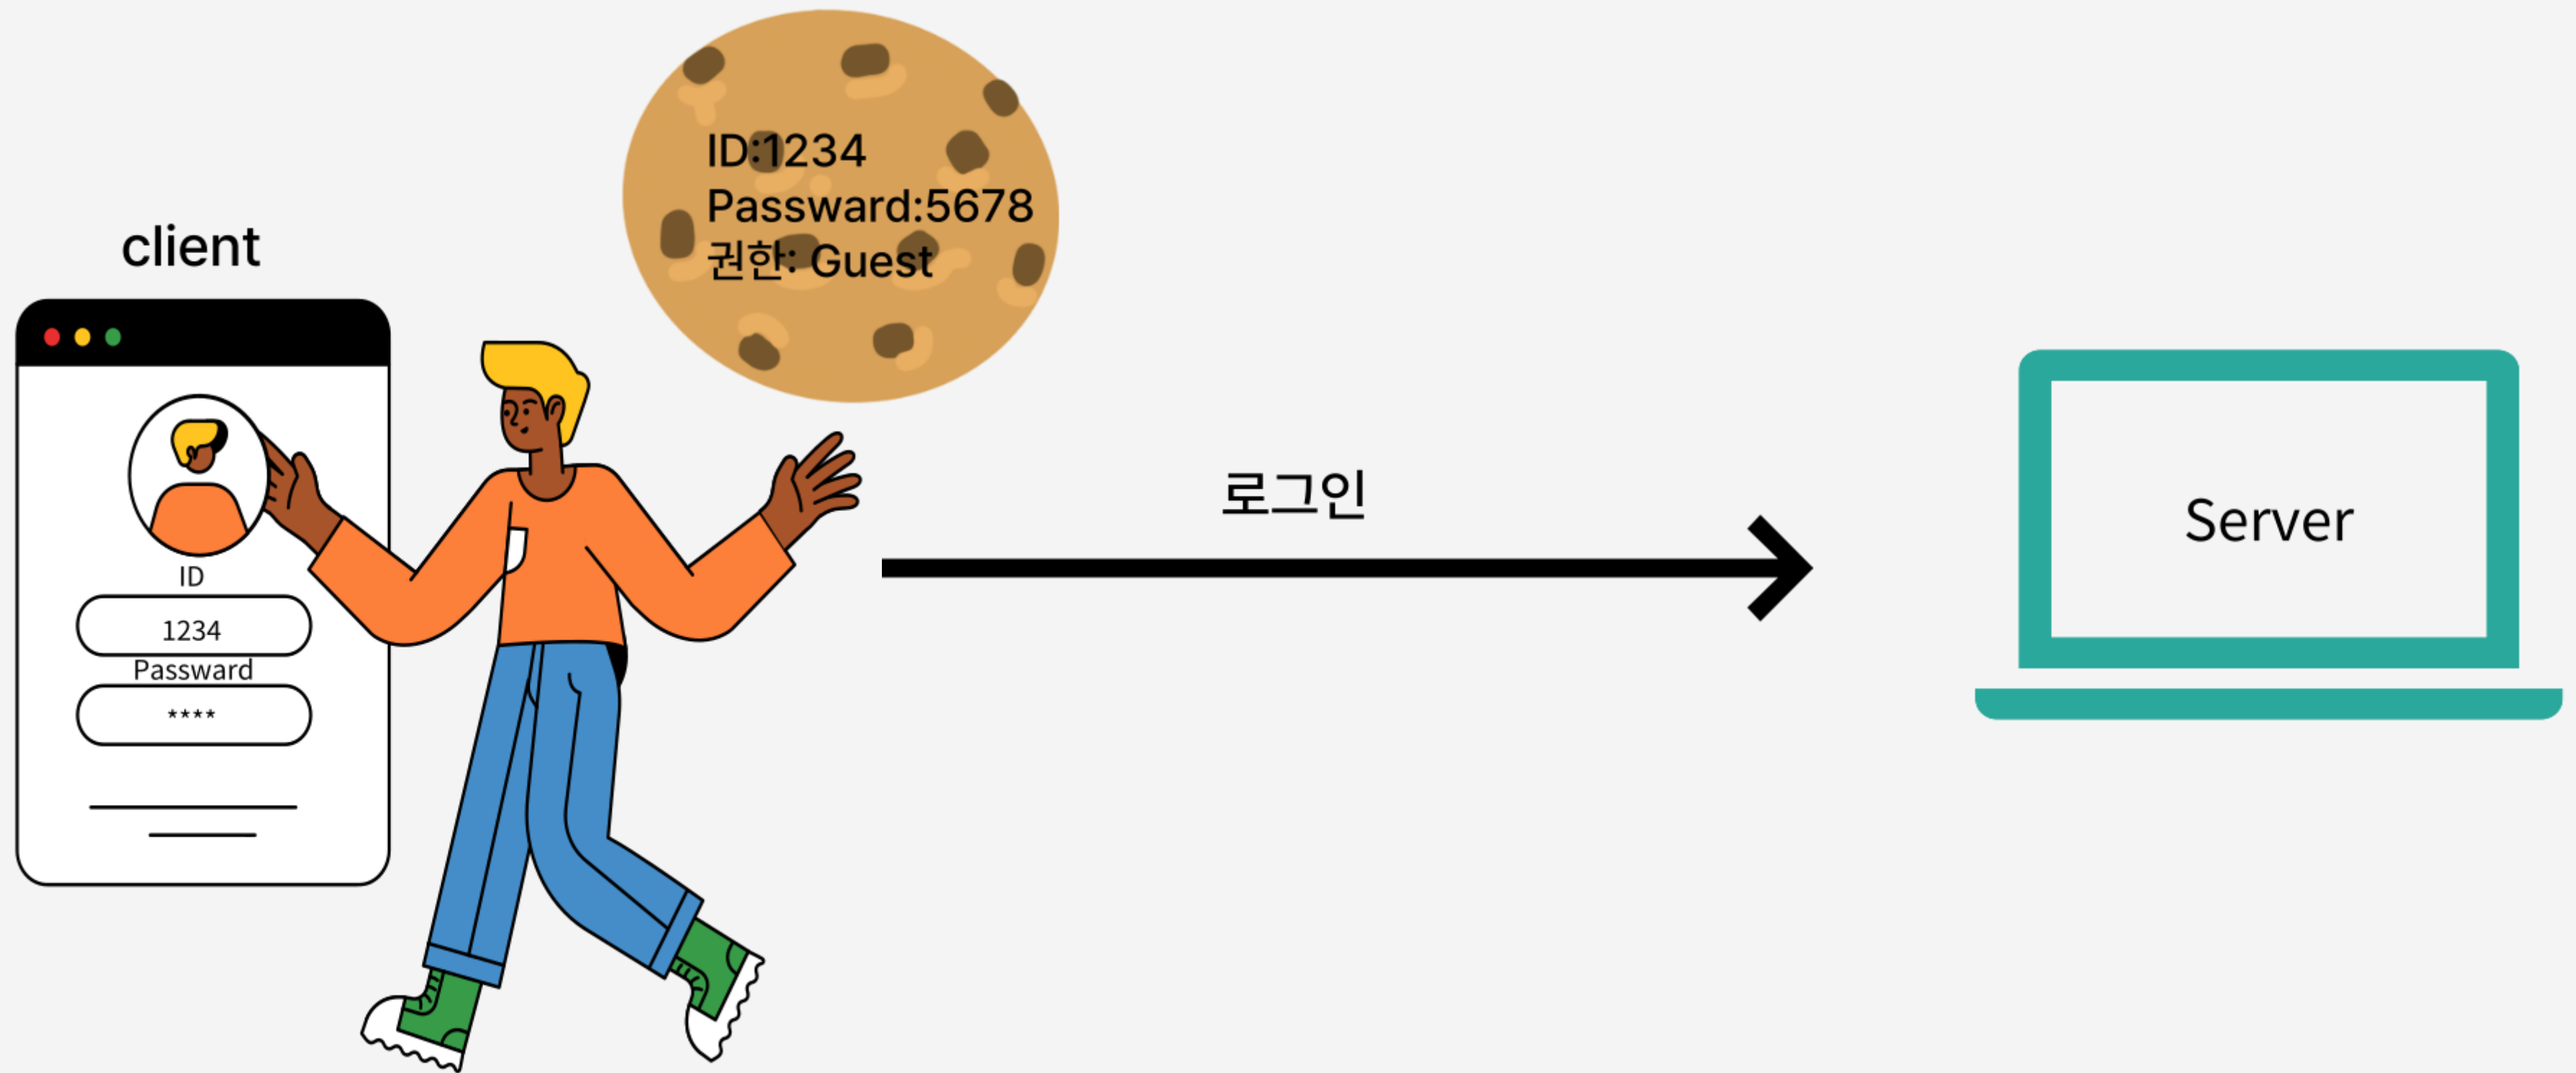 client
ID
1234
Passward
****
ID:1234
Passward:5678
권한: Guest
로그인
Server